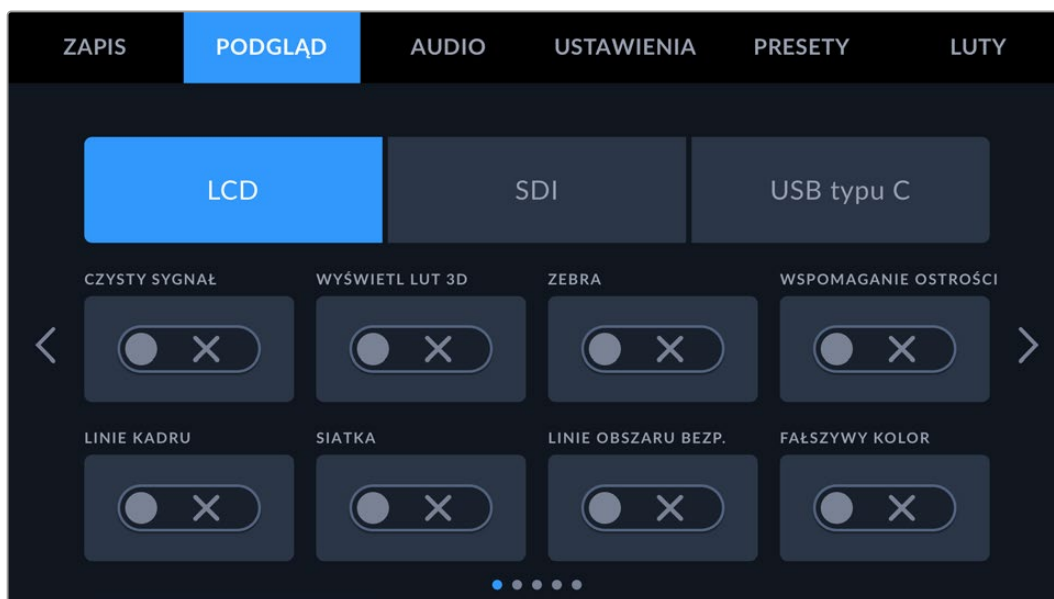 ZAPIS PODGLĄD AUDIO USTAWIENIA PRESETY LUTY
LCD SDI USB typu C
CZYSTY SYGNAŁ WYŚWIETL LUT 3D ZEBRA WSPOMAGANIE OSTROŚCI
LINIE KADRU SIATKA LINIE OBSZARU BEZP. FAŁSZYWY KOLOR